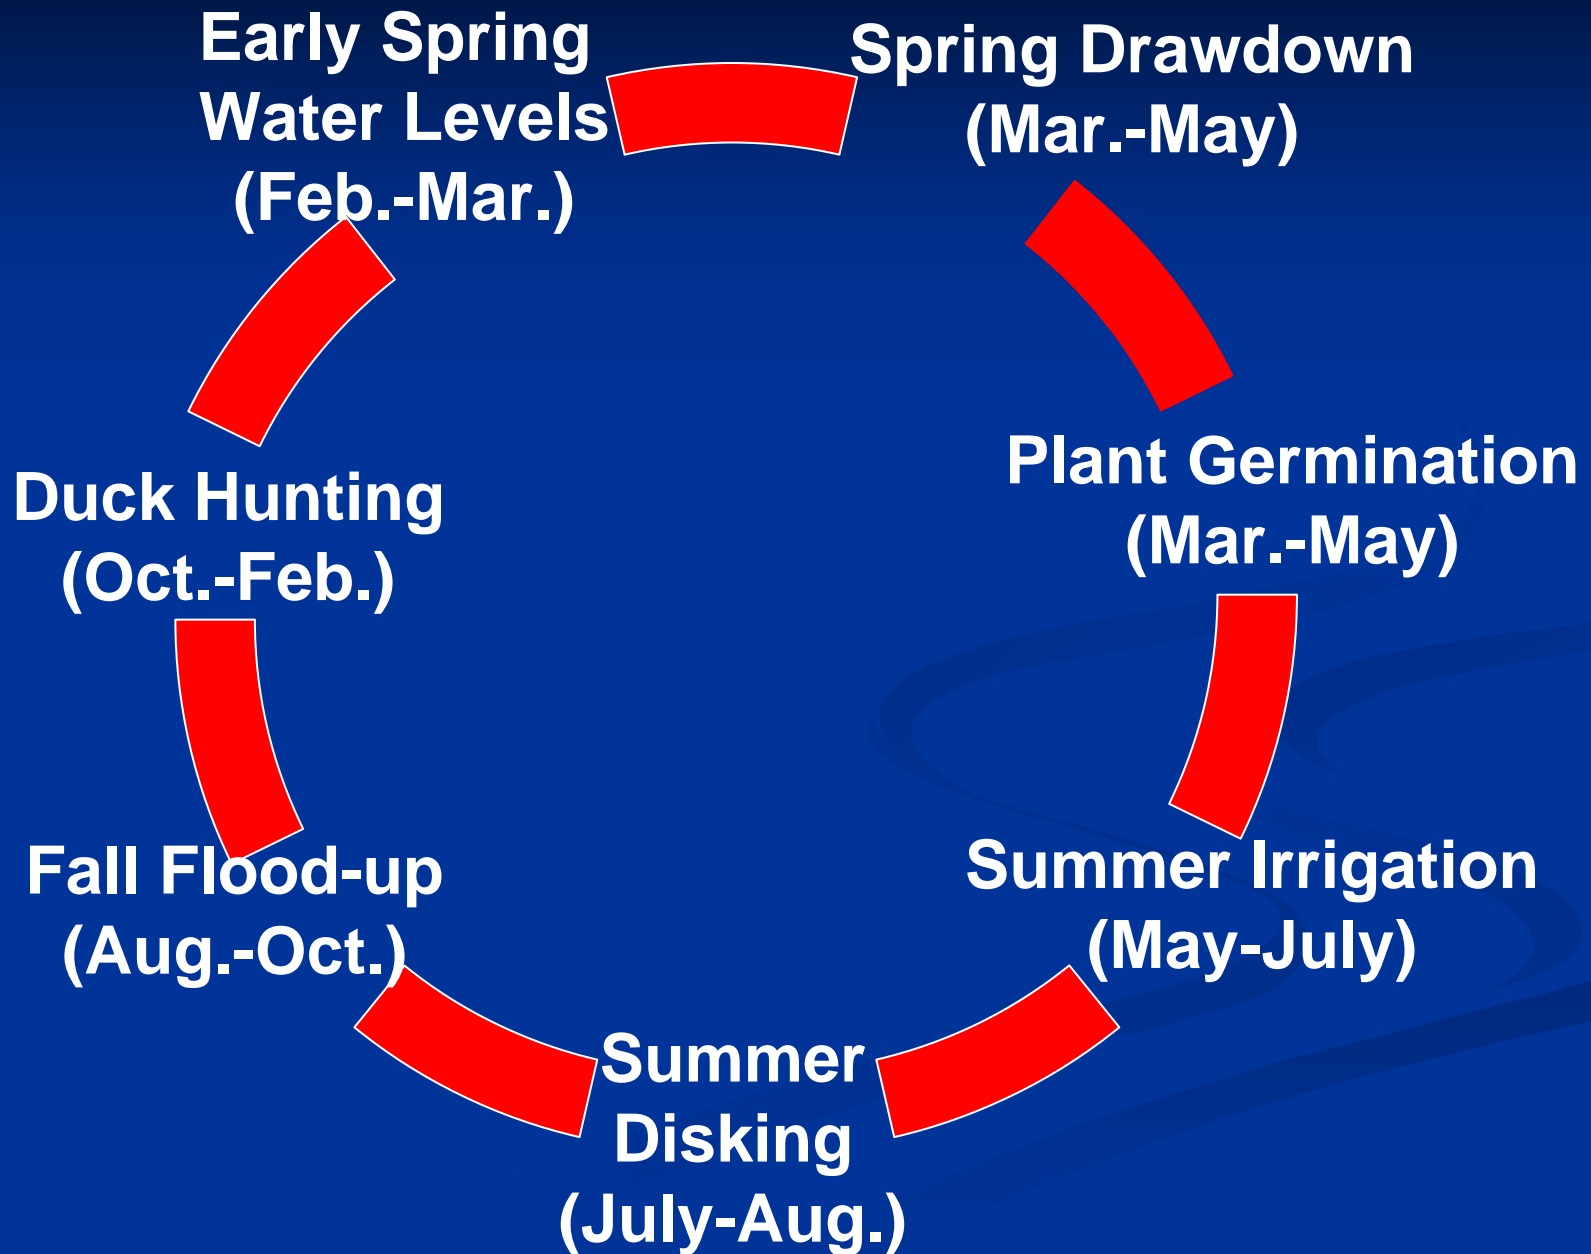 Early Spring
Water Levels
(Feb.-Mar.)
Spring Drawdown
(Mar.-May)
Plant Germination
(Mar.-May)
Summer Irrigation
(May-July)
Summer
Disking
(July-Aug.)
Fall Flood-up
(Aug.-Oct.)
Duck Hunting
(Oct.-Feb.)